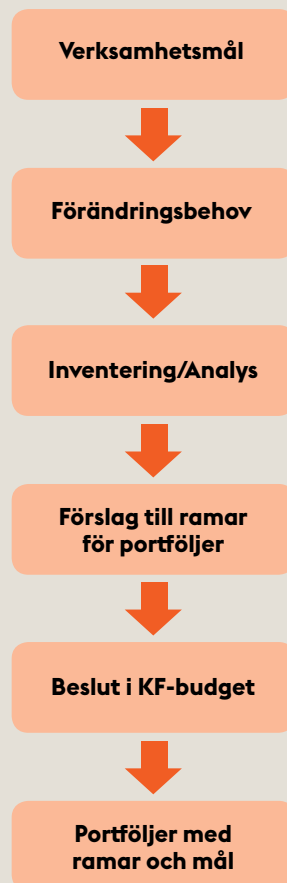 Verksamhetsmål
Förändringsbehov
Inventering/Analys
Förslag till ramar
för portföljer
Beslut i KF-budget
Portföljer med
ramar och mål